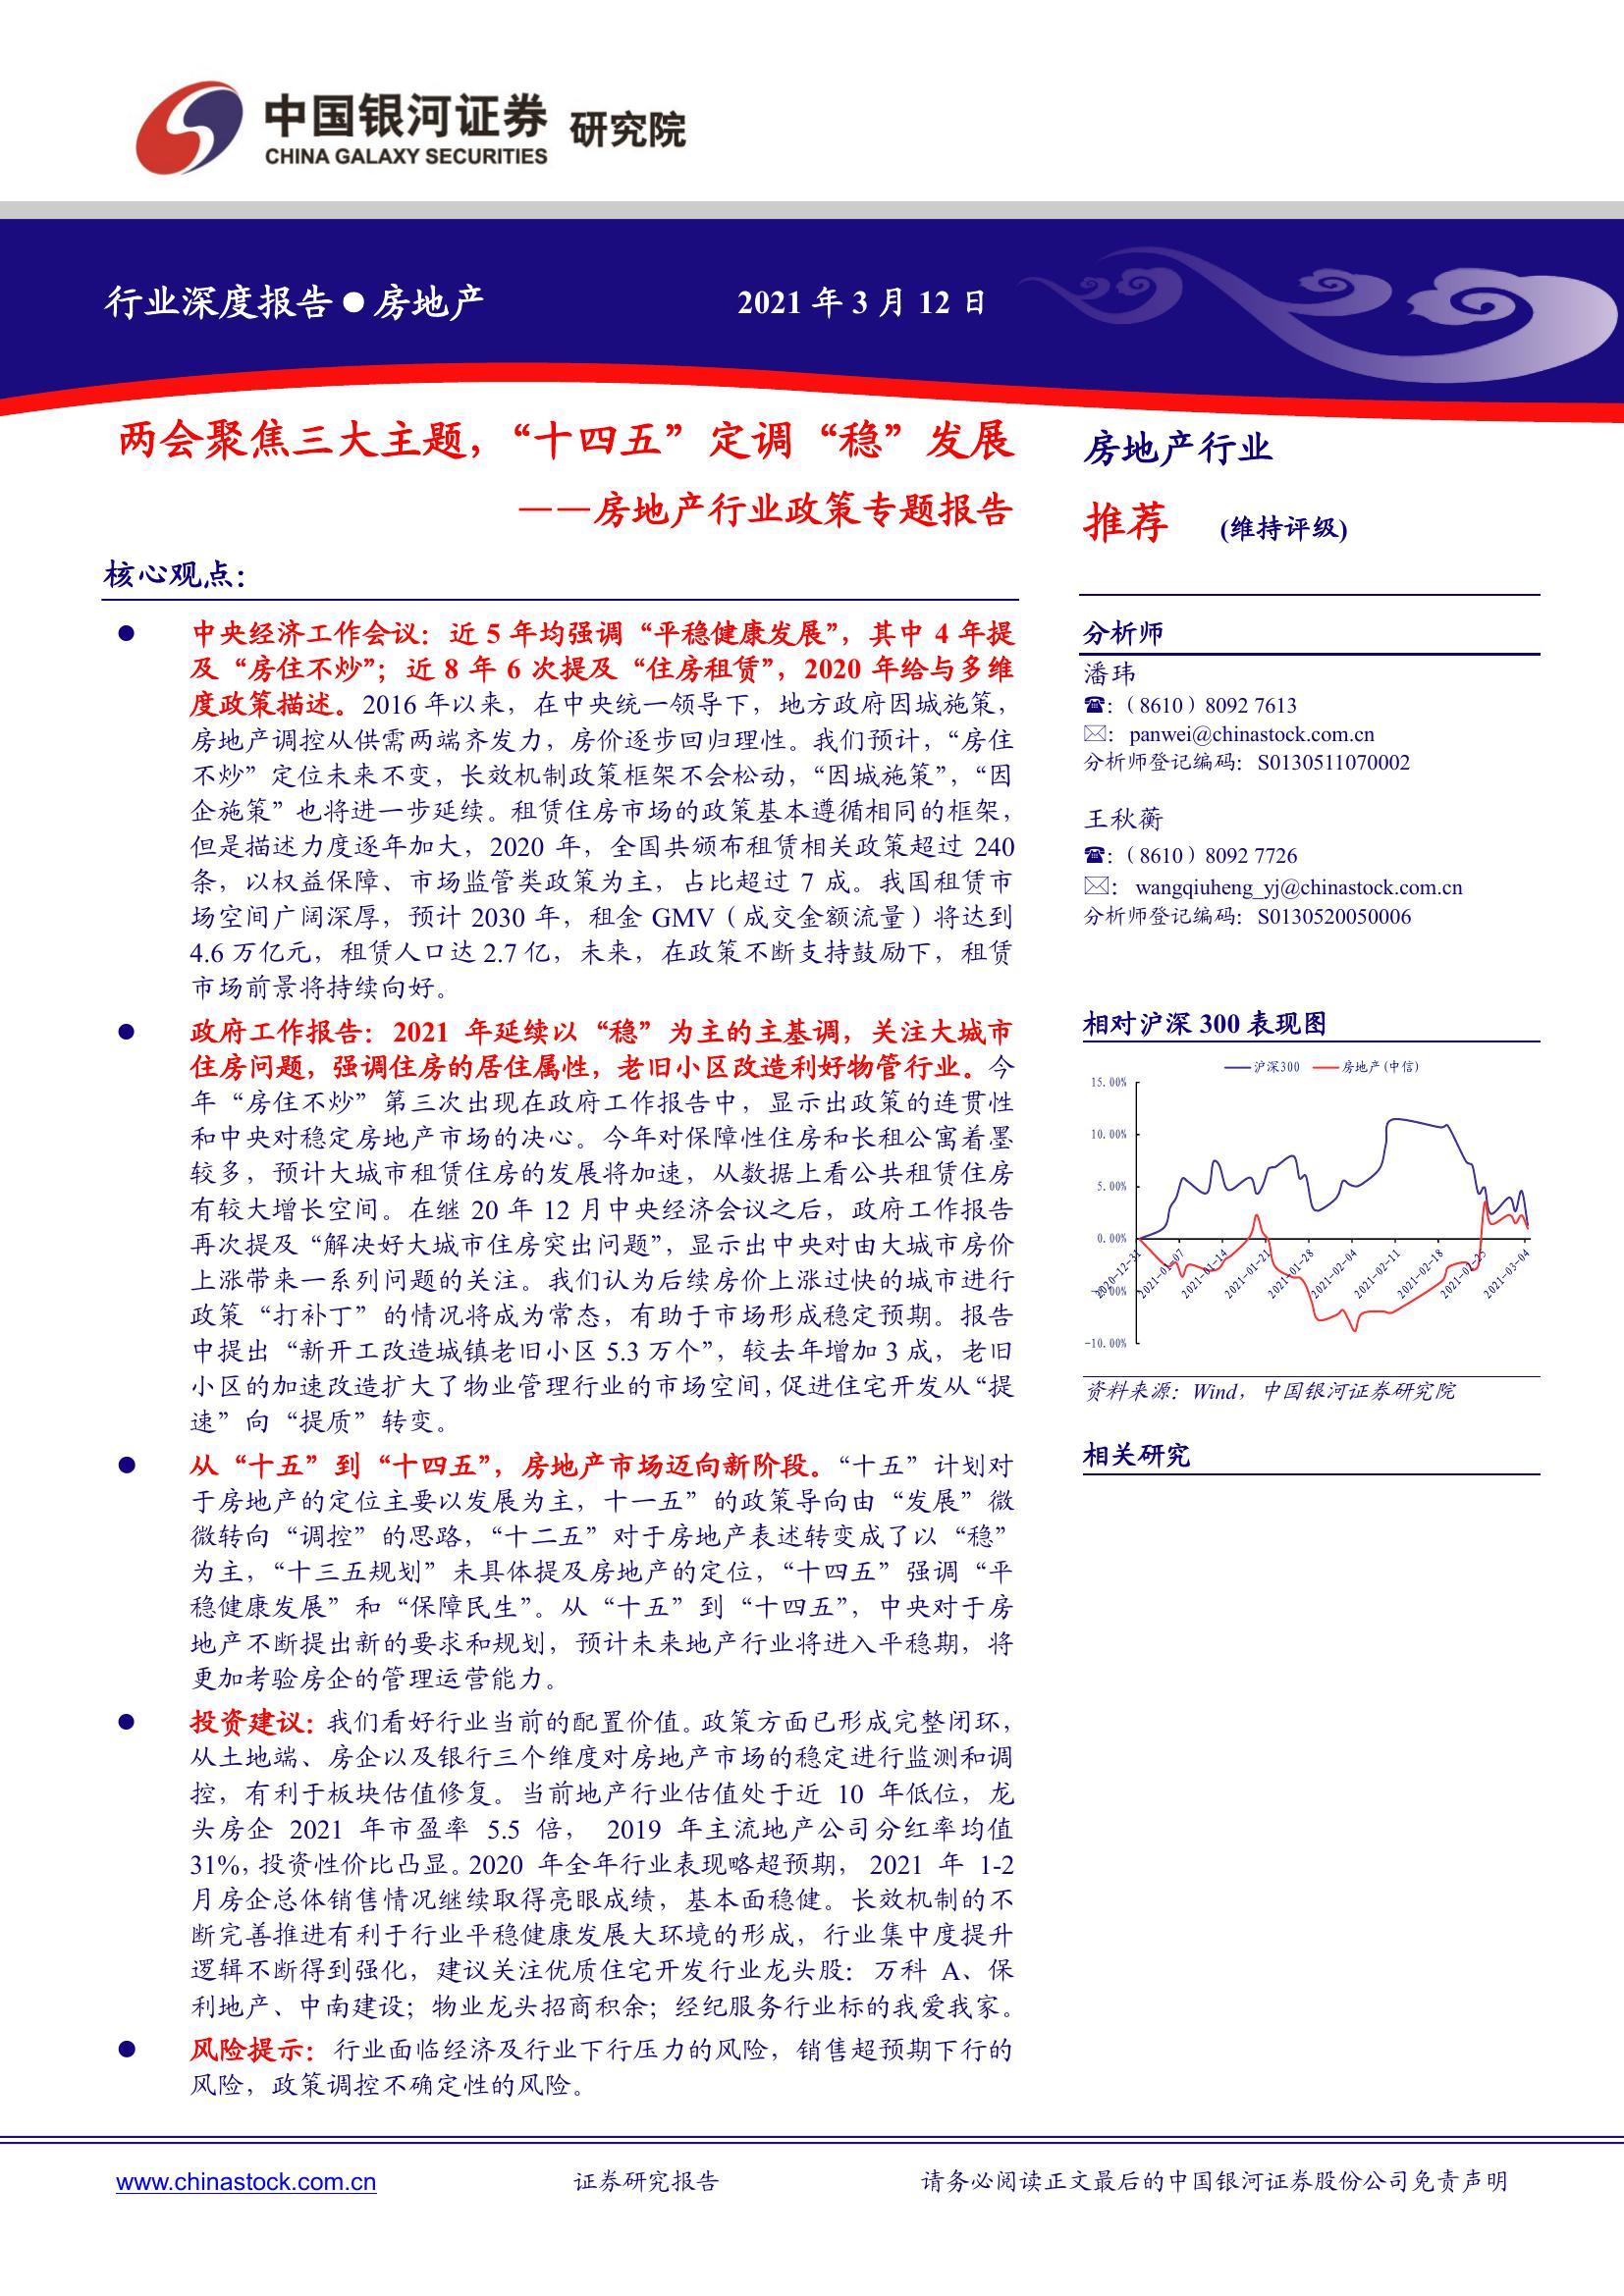 中国银河证券 研究院
CHINA GALAXY SECURITIES
行业深度报告●房地产
2021 年 3 月 12 日
两会聚焦三大主题，“十四五”定调“稳”发展
——房地产行业政策专题报告
核心观点：
● 中央经济工作会议：近 5 年均强调“平稳健康发展”，其中 4 年提
及“房住不炒”；近 8 年 6 次提及“住房租赁”，2020 年给与多维
度政策描述。2016 年以来，在中央统一领导下，地方政府因城施策，
房地产调控从供需两端齐发力，房价逐步回归理性。我们预计，“房住
不炒”定位未来不变，长效机制政策框架不会松动，“因城施策”，“因
企施策”也将进一步延续。租赁住房市场的政策基本遵循相同的框架，
但是描述力度逐年加大，2020 年，全国共颁布租赁相关政策超过 240
条，以权益保障、市场监管类政策为主，占比超过 7 成。我国租赁市
场空间广阔深厚，预计 2030 年，租金 GMV（成交金额流量）将达到
4.6 万亿元，租赁人口达 2.7 亿，未来，在政策不断支持鼓励下，租赁
市场前景将持续向好。
● 政府工作报告：2021 年延续以“稳”为主的主基调，关注大城市
住房问题，强调住房的居住属性，老旧小区改造利好物管行业。今
年“房住不炒”第三次出现在政府工作报告中，显示出政策的连贯性
和中央对稳定房地产市场的决心。今年对保障性住房和长租公寓着墨
较多，预计大城市租赁住房的发展将加速，从数据上看公共租赁住房
有较大增长空间。在继 20 年 12 月中央经济会议之后，政府工作报告
再次提及“解决好大城市住房突出问题”，显示出中央对由大城市房价
上涨带来一系列问题的关注。我们认为后续房价上涨过快的城市进行
政策“打补丁”的情况将成为常态，有助于市场形成稳定预期。报告
中提出“新开工改造城镇老旧小区 5.3 万个”，较去年增加 3 成，老旧
小区的加速改造扩大了物业管理行业的市场空间，促进住宅开发从“提
速”向“提质”转变。
● 从“十五”到“十四五”，房地产市场迈向新阶段。“十五”计划对
于房地产的定位主要以发展为主，十一五”的政策导向由“发展”微
微转向“调控”的思路，“十二五”对于房地产表述转变成了以“稳”
为主，“十三五规划”未具体提及房地产的定位，“十四五”强调“平
稳健康发展”和“保障民生”。从“十五”到“十四五”，中央对于房
地产不断提出新的要求和规划，预计未来地产行业将进入平稳期，将
更加考验房企的管理运营能力。
● 投资建议：我们看好行业当前的配置价值。政策方面已形成完整闭环，
从土地端、房企以及银行三个维度对房地产市场的稳定进行监测和调
控，有利于板块估值修复。当前地产行业估值处于近 10 年低位，龙
头房企 2021 年市盈率 5.5 倍， 2019 年主流地产公司分红率均值
31%，投资性价比凸显。2020 年全年行业表现略超预期， 2021 年 1-2
月房企总体销售情况继续取得亮眼成绩，基本面稳健。长效机制的不
断完善推进有利于行业平稳健康发展大环境的形成，行业集中度提升
逻辑不断得到强化，建议关注优质住宅开发行业龙头股：万科 A、保
利地产、中南建设；物业龙头招商积余；经纪服务行业标的我爱我家。
● 风险提示：行业面临经济及行业下行压力的风险，销售超预期下行的
风险，政策调控不确定性的风险。
房地产行业
推荐 (维持评级)
分析师
潘玮
☎:（8610）8092 7613
✉: panwei@chinastock.com.cn
分析师登记编码：S0130511070002
王秋蘅
☎:（8610）8092 7726
✉: wangqiuheng_yj@chinastock.com.cn
分析师登记编码：S0130520050006
相对沪深 300 表现图
沪深300 房地产(中信)
15.00%
10.00%
5.00%
0.00%
-5.00%
-10.00%
2020-12-31 2021-01-07 2021-01-14 2021-01-21 2021-01-28 2021-02-04 2021-02-11 2021-02-18 2021-02-25 2021-03-04
资料来源：Wind，中国银河证券研究院
相关研究
www.chinastock.com.cn
证券研究报告
请务必阅读正文最后的中国银河证券股份公司免责声明